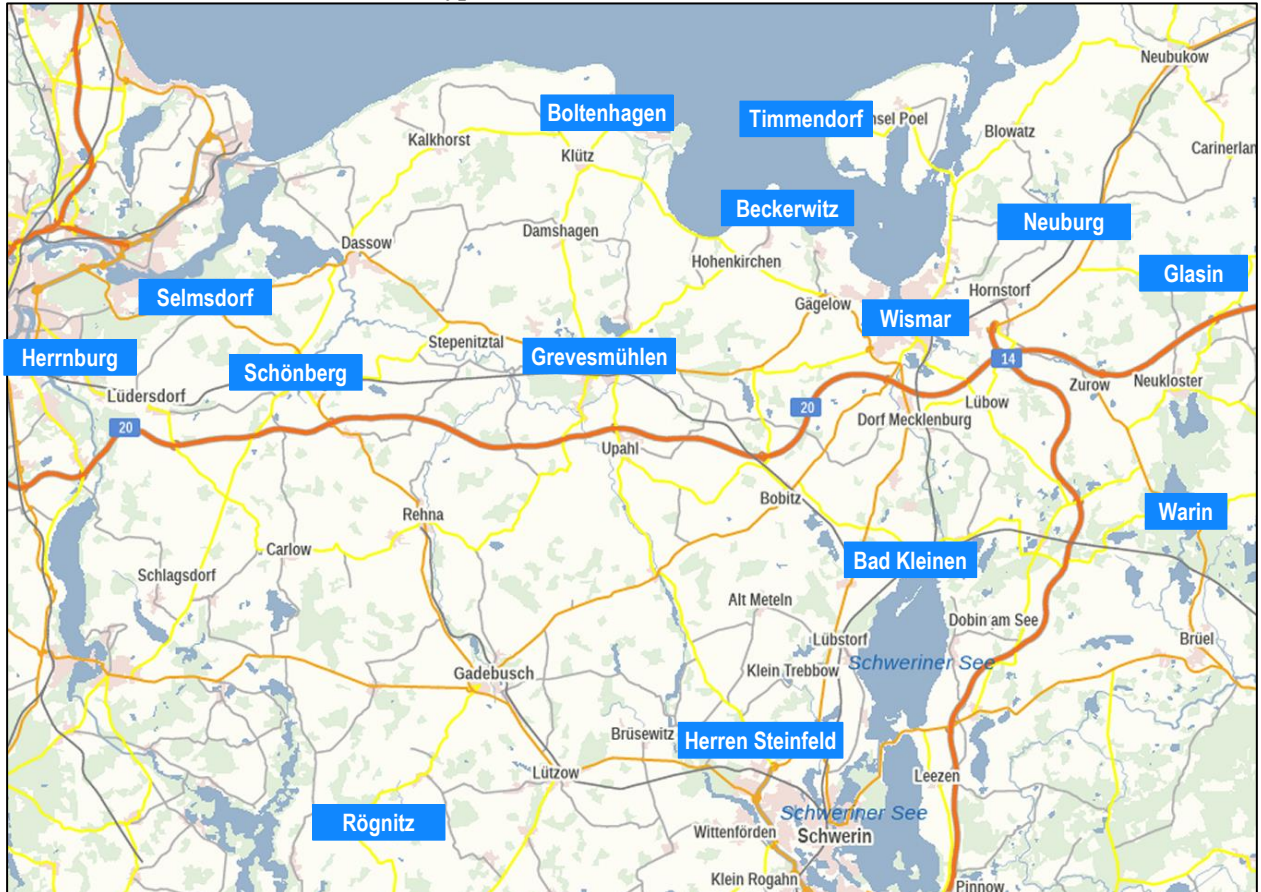 Neubukow
Boltenhagen
Timmendorf
nsel Poel
Blowatz
Kalkhorst
Klütz
Carinerlan
Beckerwitz
Neuburg
Damshagen
Dassow
Hohenkirchen
Glasin
Selmsdorf
Hornstorf
Gägelow
Wismar
Stepenitztal
Herrnburg
Grevesmühlen
14
Schönberg
Zurow
Neukloster
Lüdersdorf
Lübow
20
20
Dorf Mecklenburg
Upahl
Bobitz
Rehna
Warin
Carlow
Bad Kleinen
Schlagsdorf
Alt Meteln
Dobin am See
Lübstorf
Brüel
Schweriner See
Gadebusch
Klein Trebbow
Brüsewitz
Herren Steinfeld
Lützow
Leezen
Schweriner See
Rögnitz
Wittenförden
Schwerin
Klein Rogahn
Pinnow